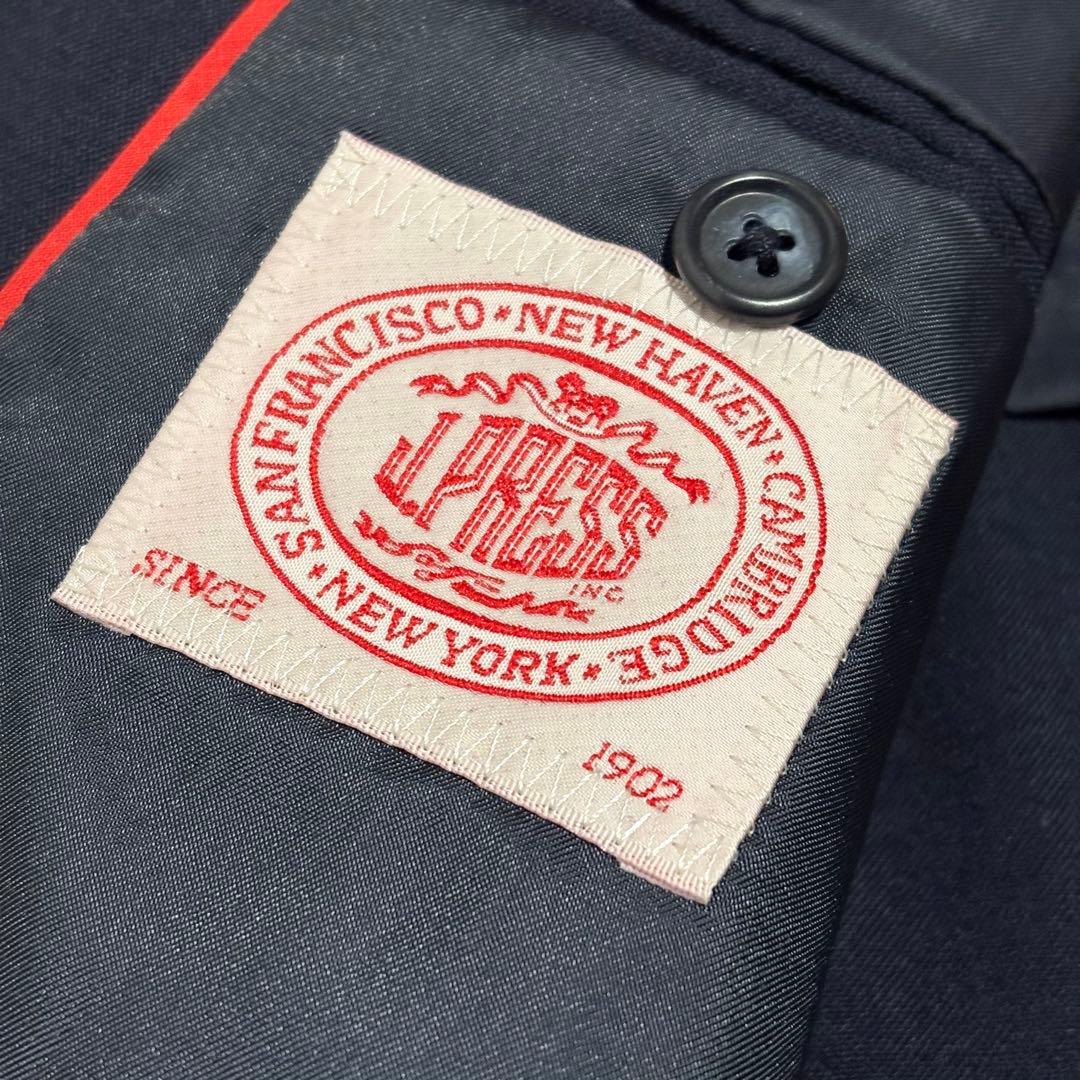 SAN FRANCISCO * NEW HAVEN * CAMBRIDGE * NEW YORK *
J. PRESS
INC.
SINCE
1902